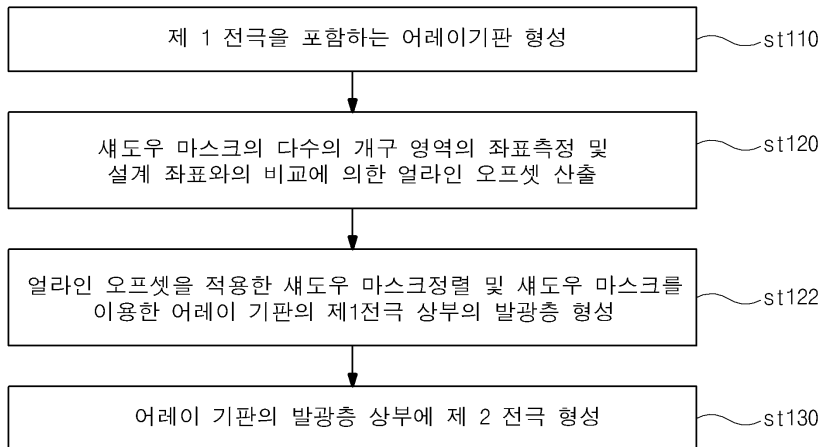 제 1 전극을 포함하는 어레이기판 형성
st110
섀도우 마스크의 다수의 개구 영역의 좌표측정 및
설계 좌표와의 비교에 의한 얼라인 오프셋 산출
st120
얼라인 오프셋을 적용한 섀도우 마스크정렬 및 섀도우 마스크를
이용한 어레이 기판의 제1전극 상부의 발광층 형성
st122
어레이 기판의 발광층 상부에 제 2 전극 형성
st130